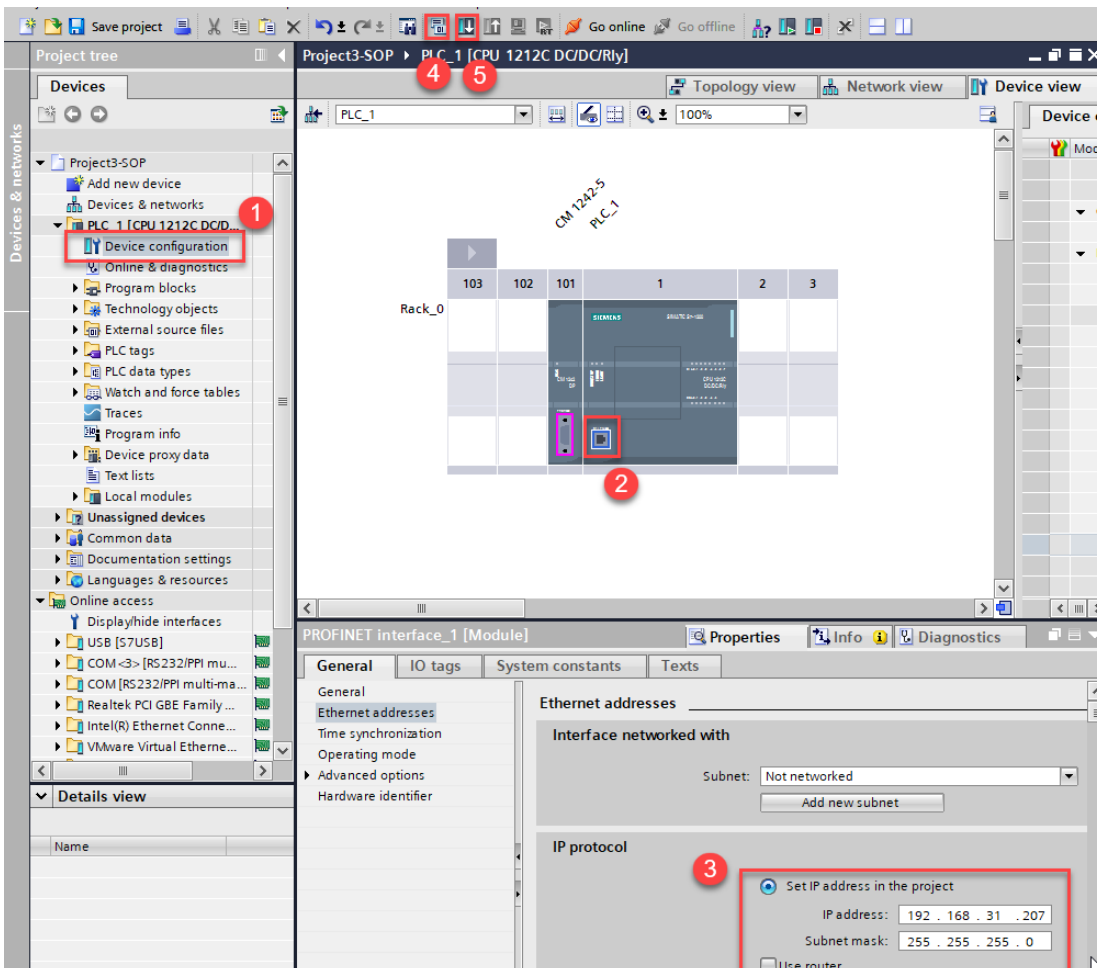 Save project
Go online
Go offline
Project tree
Project3-SOP
PLC_1 [CPU 1212C DC/DC/Rly]
4
5
Devices
Topology view
Network view
Device view
PLC_1
100%
Device
Devices & networks
Project3-SOP
Add new device
Devices & networks
1
PLC_1 [CPU 1212C DC/D...
Device configuration
Online & diagnostics
Program blocks
Technology objects
External source files
PLC tags
PLC data types
Watch and force tables
Traces
Program info
Device proxy data
Text lists
Local modules
Unassigned devices
Common data
Documentation settings
Languages & resources
Online access
Display/hide interfaces
USB [S7USB]
COM <3> [RS232/PPI mu...
COM [RS232/PPI multi-ma...
Realtek PCI GBE Family ...
Intel(R) Ethernet Conne...
VMware Virtual Etherne...
Details view
Name
CM 1242-5
PLC_1
103 102 101 1 2 3
Rack_0
SIEMENS
2
PROFINET interface_1 [Module]
Properties
Info
Diagnostics
General
IO tags
System constants
Texts
General
Ethernet addresses
Time synchronization
Operating mode
Advanced options
Hardware identifier
Ethernet addresses
Interface networked with
Subnet: Not networked
Add new subnet
IP protocol
3
Set IP address in the project
IP address: 192 . 168 . 31 . 207
Subnet mask: 255 . 255 . 255 . 0
Use router